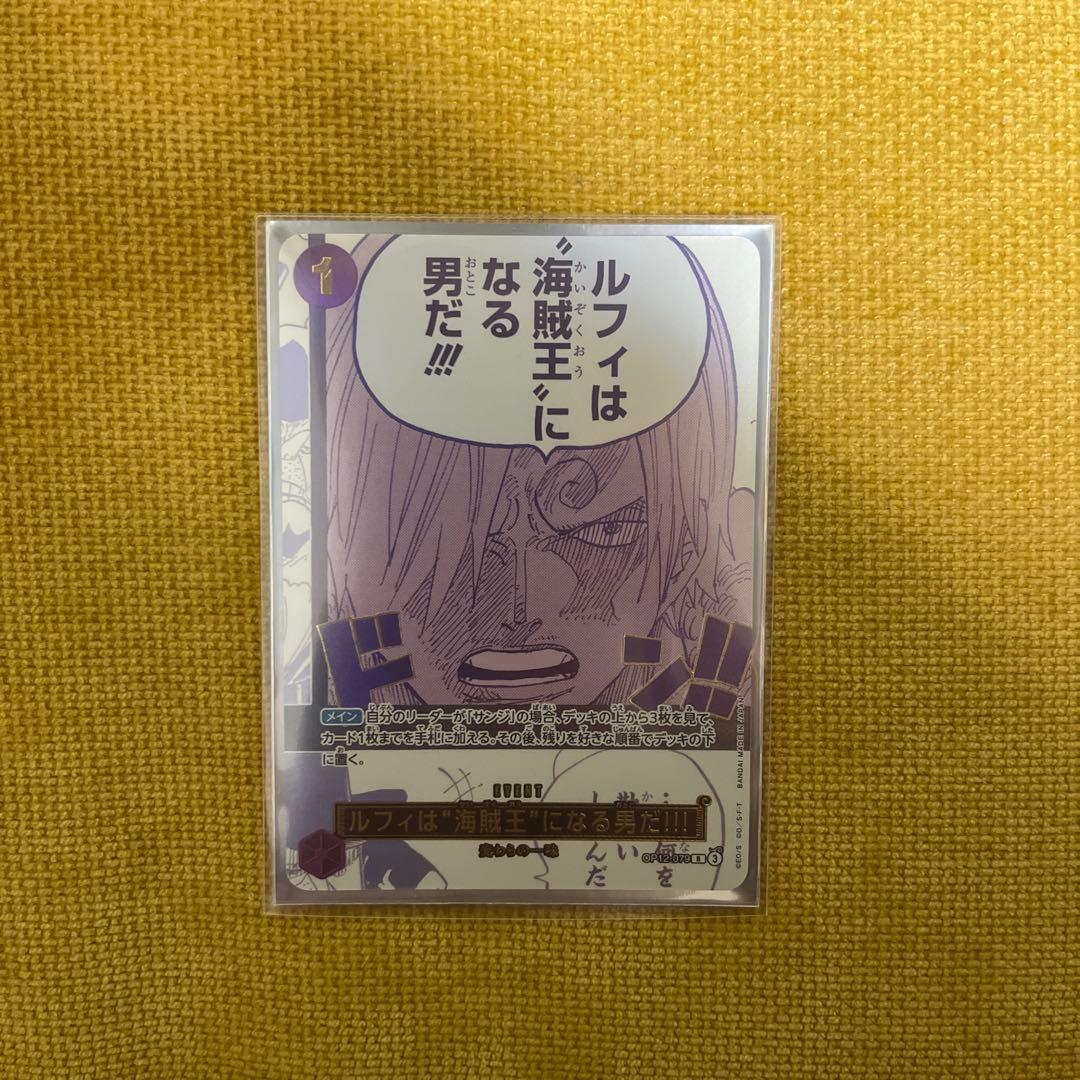 1
ルフィは
〝海賊王〟に
なる
男だ!!!
ドンッ
メイン 自分のリーダーが「サンジ」の場合、デッキの上から3枚を見て、
カード1枚までを手札に加える。その後、残りを好きな順番でデッキの下
に置く。
EVENT
ルフィは“海賊王”になる男だ!!!
麦わらの一味
OP12-079 R 3
©EO/S ©O/S・F・T BANDAI MADE IN JAPAN